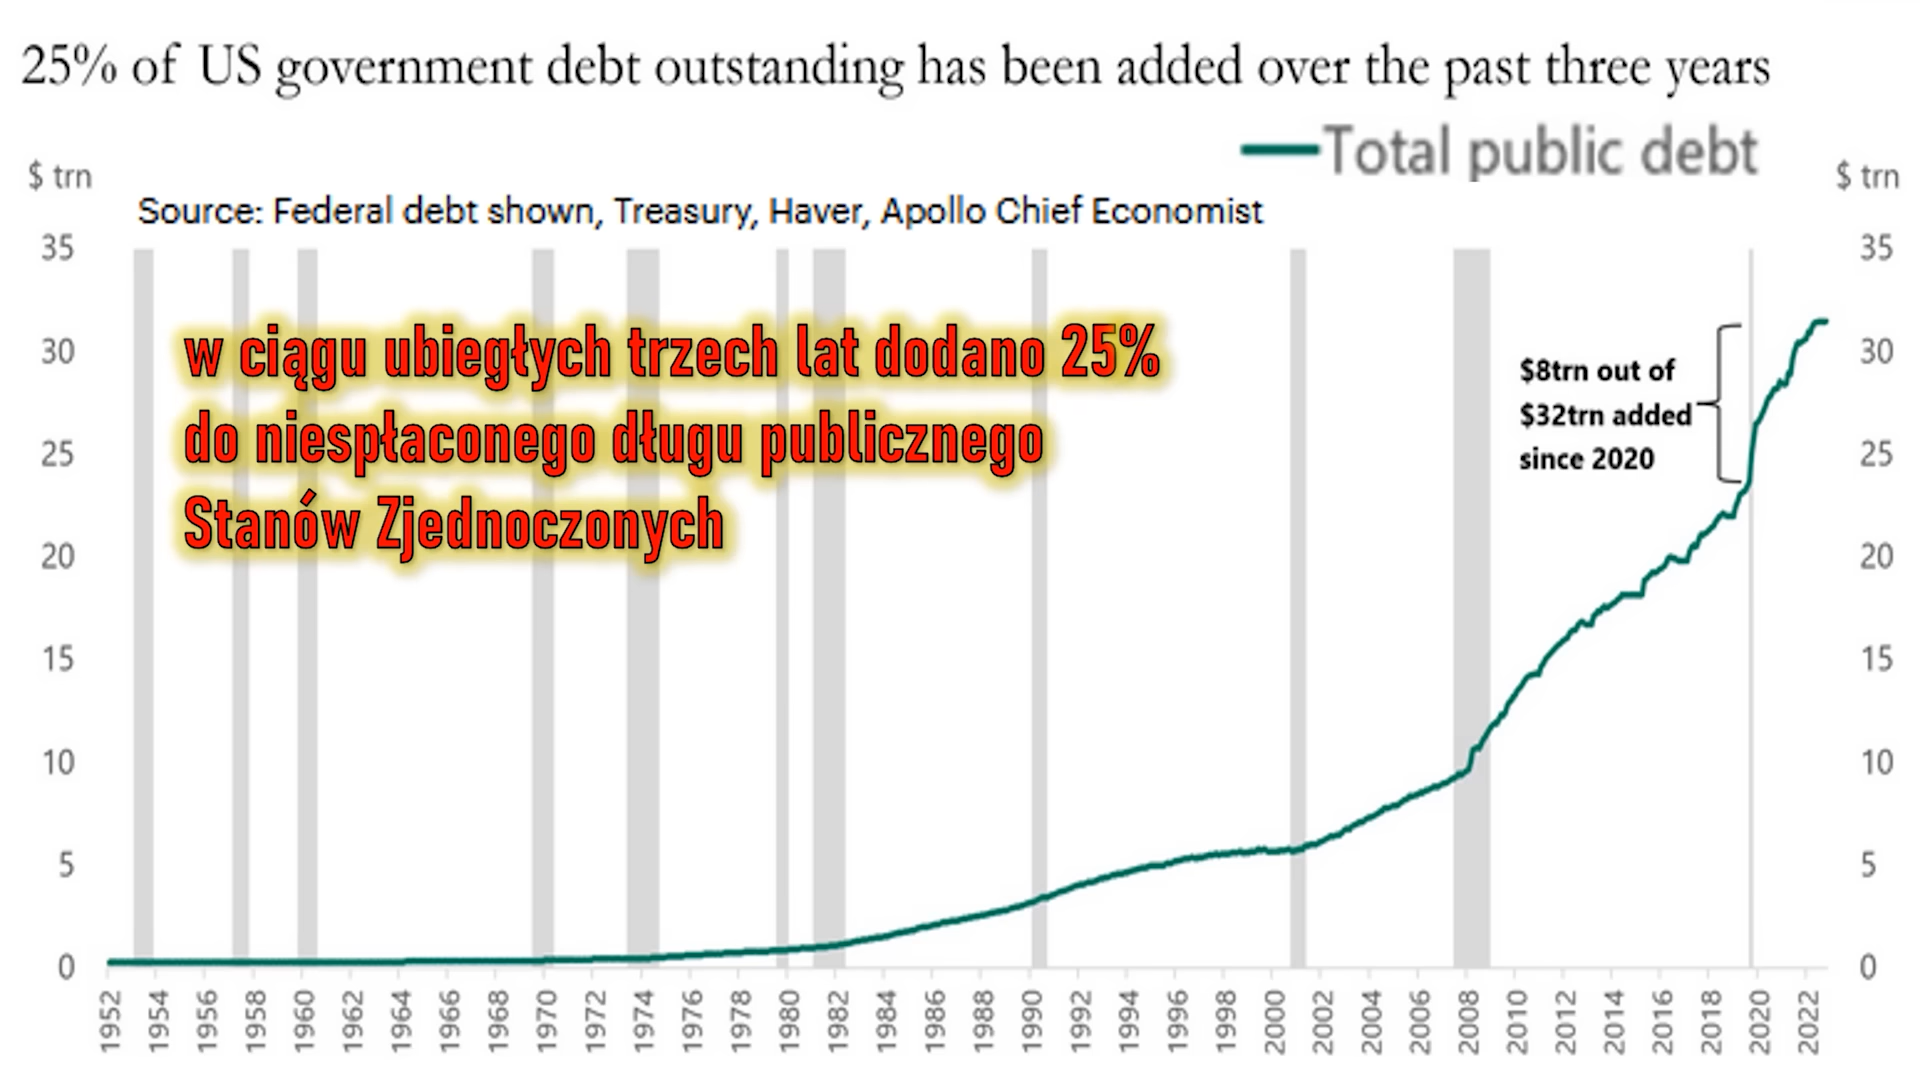 25% of US government debt outstanding has been added over the past three years
Total public debt
$ trn
$ trn
Source: Federal debt shown, Treasury, Haver, Apollo Chief Economist
35
35
w ciągu ubiegłych trzech lat dodano 25%
30
30
$8trn out of
$32trn added
since 2020
do niespłaconego długu publicznego
25
25
Stanów Zjednoczonych
20
20
15
15
10
10
5
5
0
0
1952 1954 1956 1958 1960 1962 1964 1966 1968 1970 1972 1974 1976 1978 1980 1982 1984 1986 1988 1990 1992 1994 1996 1998 2000 2002 2004 2006 2008 2010 2012 2014 2016 2018 2020 2022